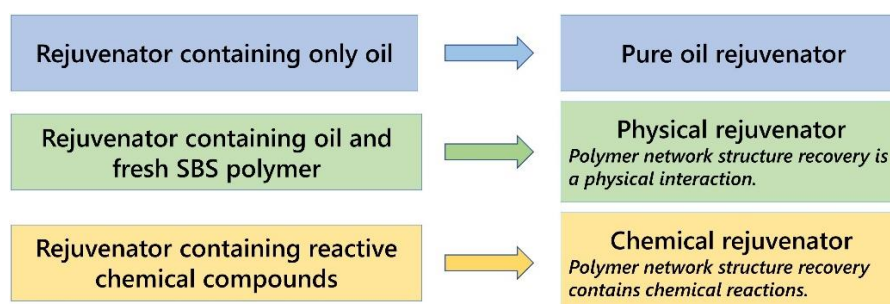 Rejuvenator containing only oil
Pure oil rejuvenator
Rejuvenator containing oil and
fresh SBS polymer
Physical rejuvenator
Polymer network structure recovery is
a physical interaction.
Rejuvenator containing reactive
chemical compounds
Chemical rejuvenator
Polymer network structure recovery
contains chemical reactions.